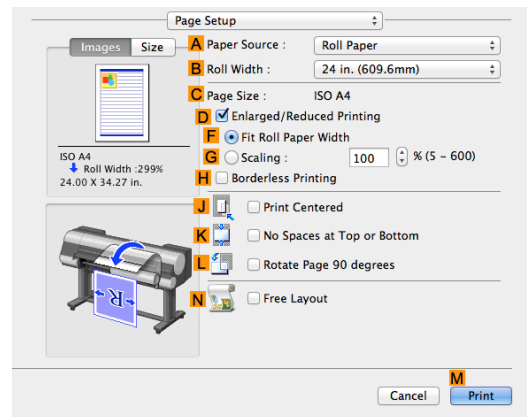 Page Setup
Images Size
A Paper Source : Roll Paper
B Roll Width : 24 in. (609.6mm)
C Page Size : ISO A4
D Enlarged/Reduced Printing
F Fit Roll Paper Width
G Scaling : 100 % (5 - 600)
H Borderless Printing
ISO A4
Roll Width :299%
24.00 X 34.27 in.
J Print Centered
K No Spaces at Top or Bottom
L Rotate Page 90 degrees
R
N Free Layout
M
Cancel Print